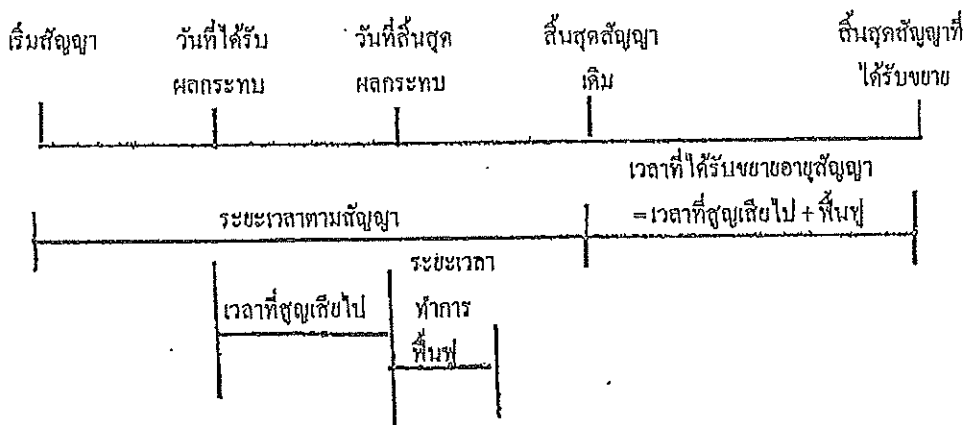 เริ่มสัญญา วันที่ได้รับ วันที่สิ้นสุด สิ้นสุดสัญญา สิ้นสุดสัญญาที่
ผลกระทบ ผลกระทบ เดิม ได้รับขยาย
เวลาที่ได้รับขยายอายุสัญญา
ระยะเวลาตามสัญญา =เวลาที่สูญเสียไป + ฟื้นฟู
ระยะเวลา
เวลาที่สูญเสียไป ทำการ
ฟื้นฟู